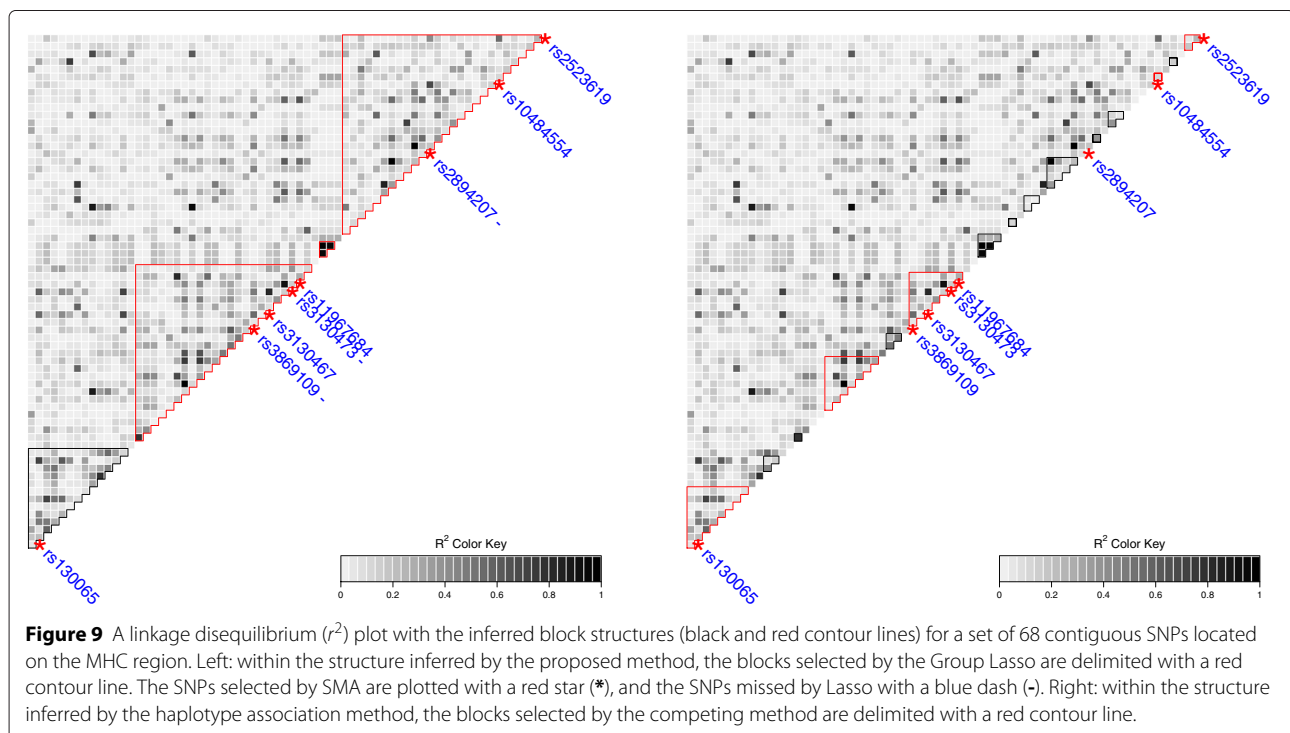 * rs2523619
* rs10484554
* rs2894207 -
* rs11967684
* rs3130473 -
* rs3130467
* rs3869109 -
* rs130065
R² Color Key
0 0.2 0.4 0.6 0.8 1
* rs2523619
* rs10484554
* rs2894207
* rs11967684
* rs3130473
* rs3130467
* rs3869109
* rs130065
R² Color Key
0 0.2 0.4 0.6 0.8 1
Figure 9 A linkage disequilibrium (r²) plot with the inferred block structures (black and red contour lines) for a set of 68 contiguous SNPs located
on the MHC region. Left: within the structure inferred by the proposed method, the blocks selected by the Group Lasso are delimited with a red
contour line. The SNPs selected by SMA are plotted with a red star (*), and the SNPs missed by Lasso with a blue dash (-). Right: within the structure
inferred by the haplotype association method, the blocks selected by the competing method are delimited with a red contour line.